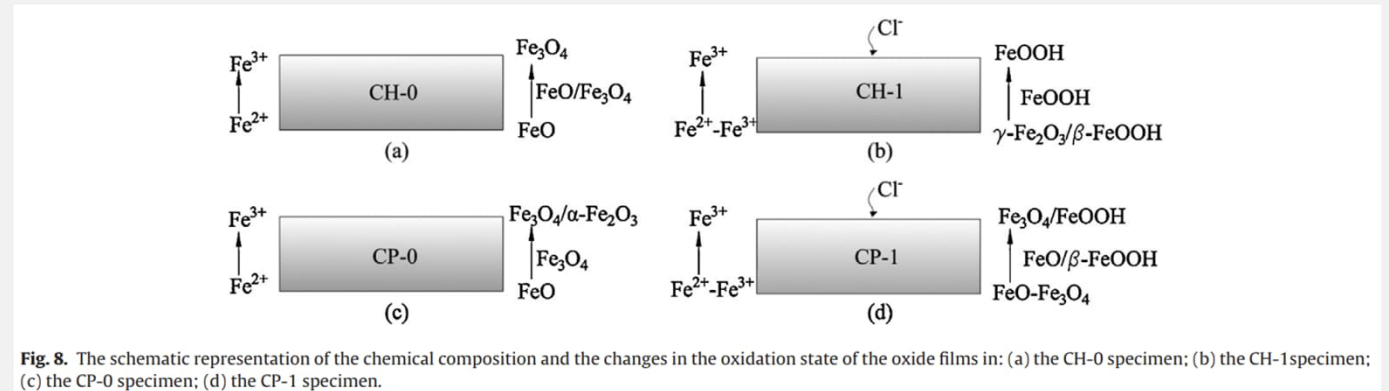 Fe³⁺
Fe²⁺
CH-0
Fe₃O₄
FeO/Fe₃O₄
FeO
(a)
Cl⁻
Fe³⁺
Fe²⁺-Fe³⁺
CH-1
FeOOH
FeOOH
γ-Fe₂O₃/β-FeOOH
(b)
Fe³⁺
Fe²⁺
CP-0
Fe₃O₄/α-Fe₂O₃
Fe₃O₄
FeO
(c)
Cl⁻
Fe³⁺
Fe²⁺-Fe³⁺
CP-1
Fe₃O₄/FeOOH
FeO/β-FeOOH
FeO-Fe₃O₄
(d)
Fig. 8. The schematic representation of the chemical composition and the changes in the oxidation state of the oxide films in: (a) the CH-0 specimen; (b) the CH-1specimen;
(c) the CP-0 specimen; (d) the CP-1 specimen.